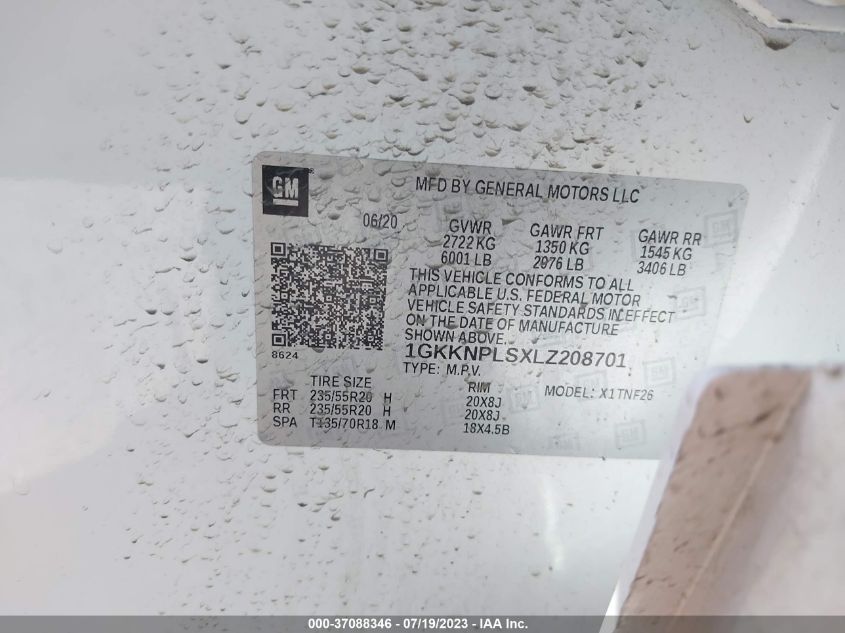 GM
MFD BY GENERAL MOTORS LLC
06/20 GVWR GAWR FRT GAWR RR
2722 KG 1350 KG 1545 KG
6001 LB 2976 LB 3406 LB
THIS VEHICLE CONFORMS TO ALL
APPLICABLE U.S. FEDERAL MOTOR
VEHICLE SAFETY STANDARDS IN EFFECT
ON THE DATE OF MANUFACTURE
SHOWN ABOVE.
8624
1GKKNPLSXLZ208701
TYPE: M.P.V.
TIRE SIZE RIM MODEL: X1TNF26
FRT 235/55R20 H 20X8J
RR 235/55R20 H 20X8J
SPA T135/70R18 M 18X4.5B
000-37088346 - 07/19/2023 - IAA Inc.